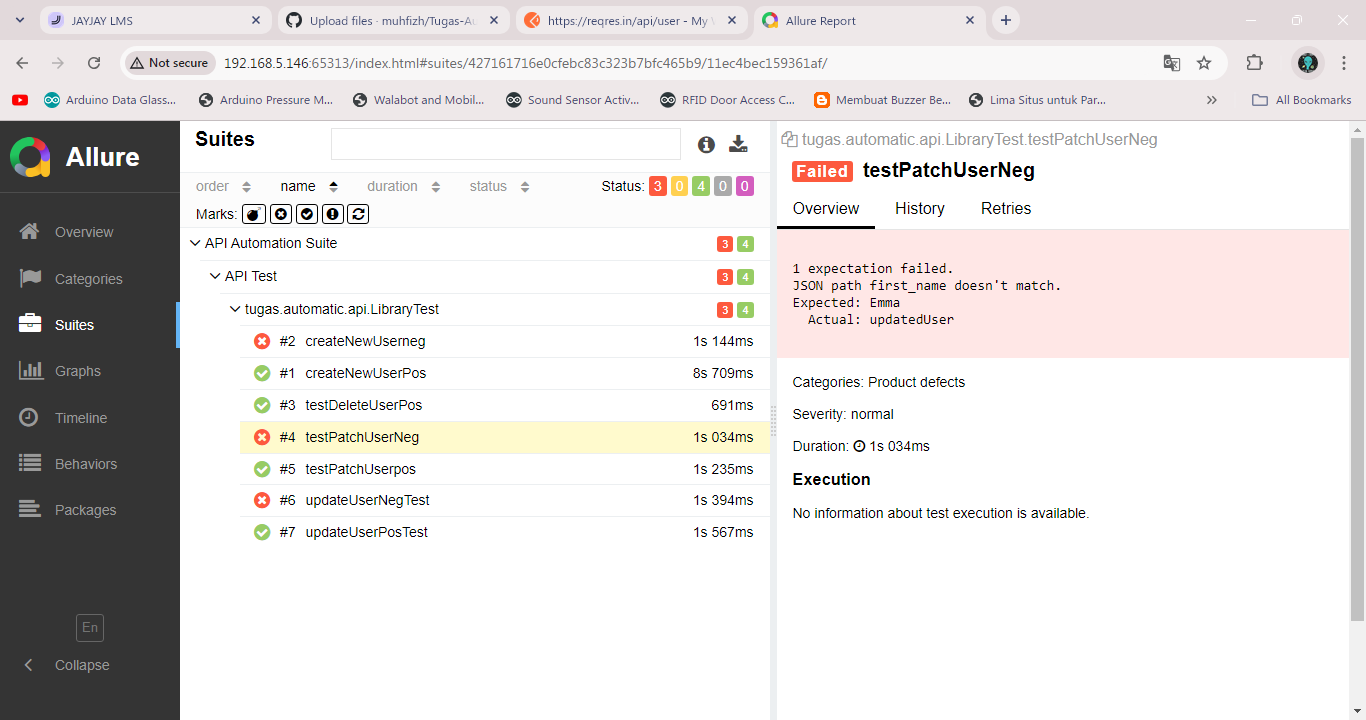 JAYJAY LMS
Upload files · muhfizh/Tugas-Au
https://reqres.in/api/user - My
Allure Report
Not secure
192.168.5.146:65313/index.html#suites/427161716e0cfebc83c323b7bfc465b9/11ec4bec159361af/
Arduino Data Glass...
Arduino Pressure M...
Walabot and Mobil...
Sound Sensor Activ...
RFID Door Access C...
Membuat Buzzer Be...
Lima Situs untuk Par...
All Bookmarks
Allure
Overview
Categories
Suites
Graphs
Timeline
Behaviors
Packages
En
Collapse
Suites
order name duration status Status: 3 0 4 0 0
Marks:
API Automation Suite 3 4
API Test 3 4
tugas.automatic.api.LibraryTest 3 4
#2 createNewUserneg 1s 144ms
#1 createNewUserPos 8s 709ms
#3 testDeleteUserPos 691ms
#4 testPatchUserNeg 1s 034ms
#5 testPatchUserpos 1s 235ms
#6 updateUserNegTest 1s 394ms
#7 updateUserPosTest 1s 567ms
tugas.automatic.api.LibraryTest.testPatchUserNeg
Failed testPatchUserNeg
Overview History Retries
1 expectation failed.
JSON path first_name doesn't match.
Expected: Emma
Actual: updatedUser
Categories: Product defects
Severity: normal
Duration: 1s 034ms
Execution
No information about test execution is available.